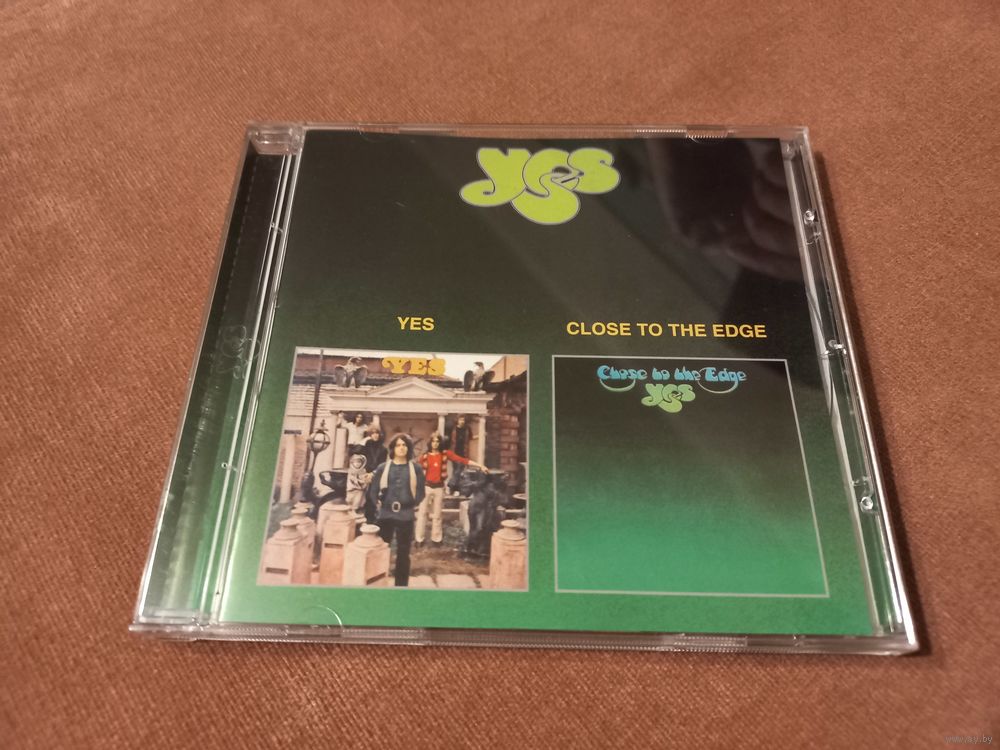 yes
YES
CLOSE TO THE EDGE
YES
Close to the Edge
yes
www.ay.by